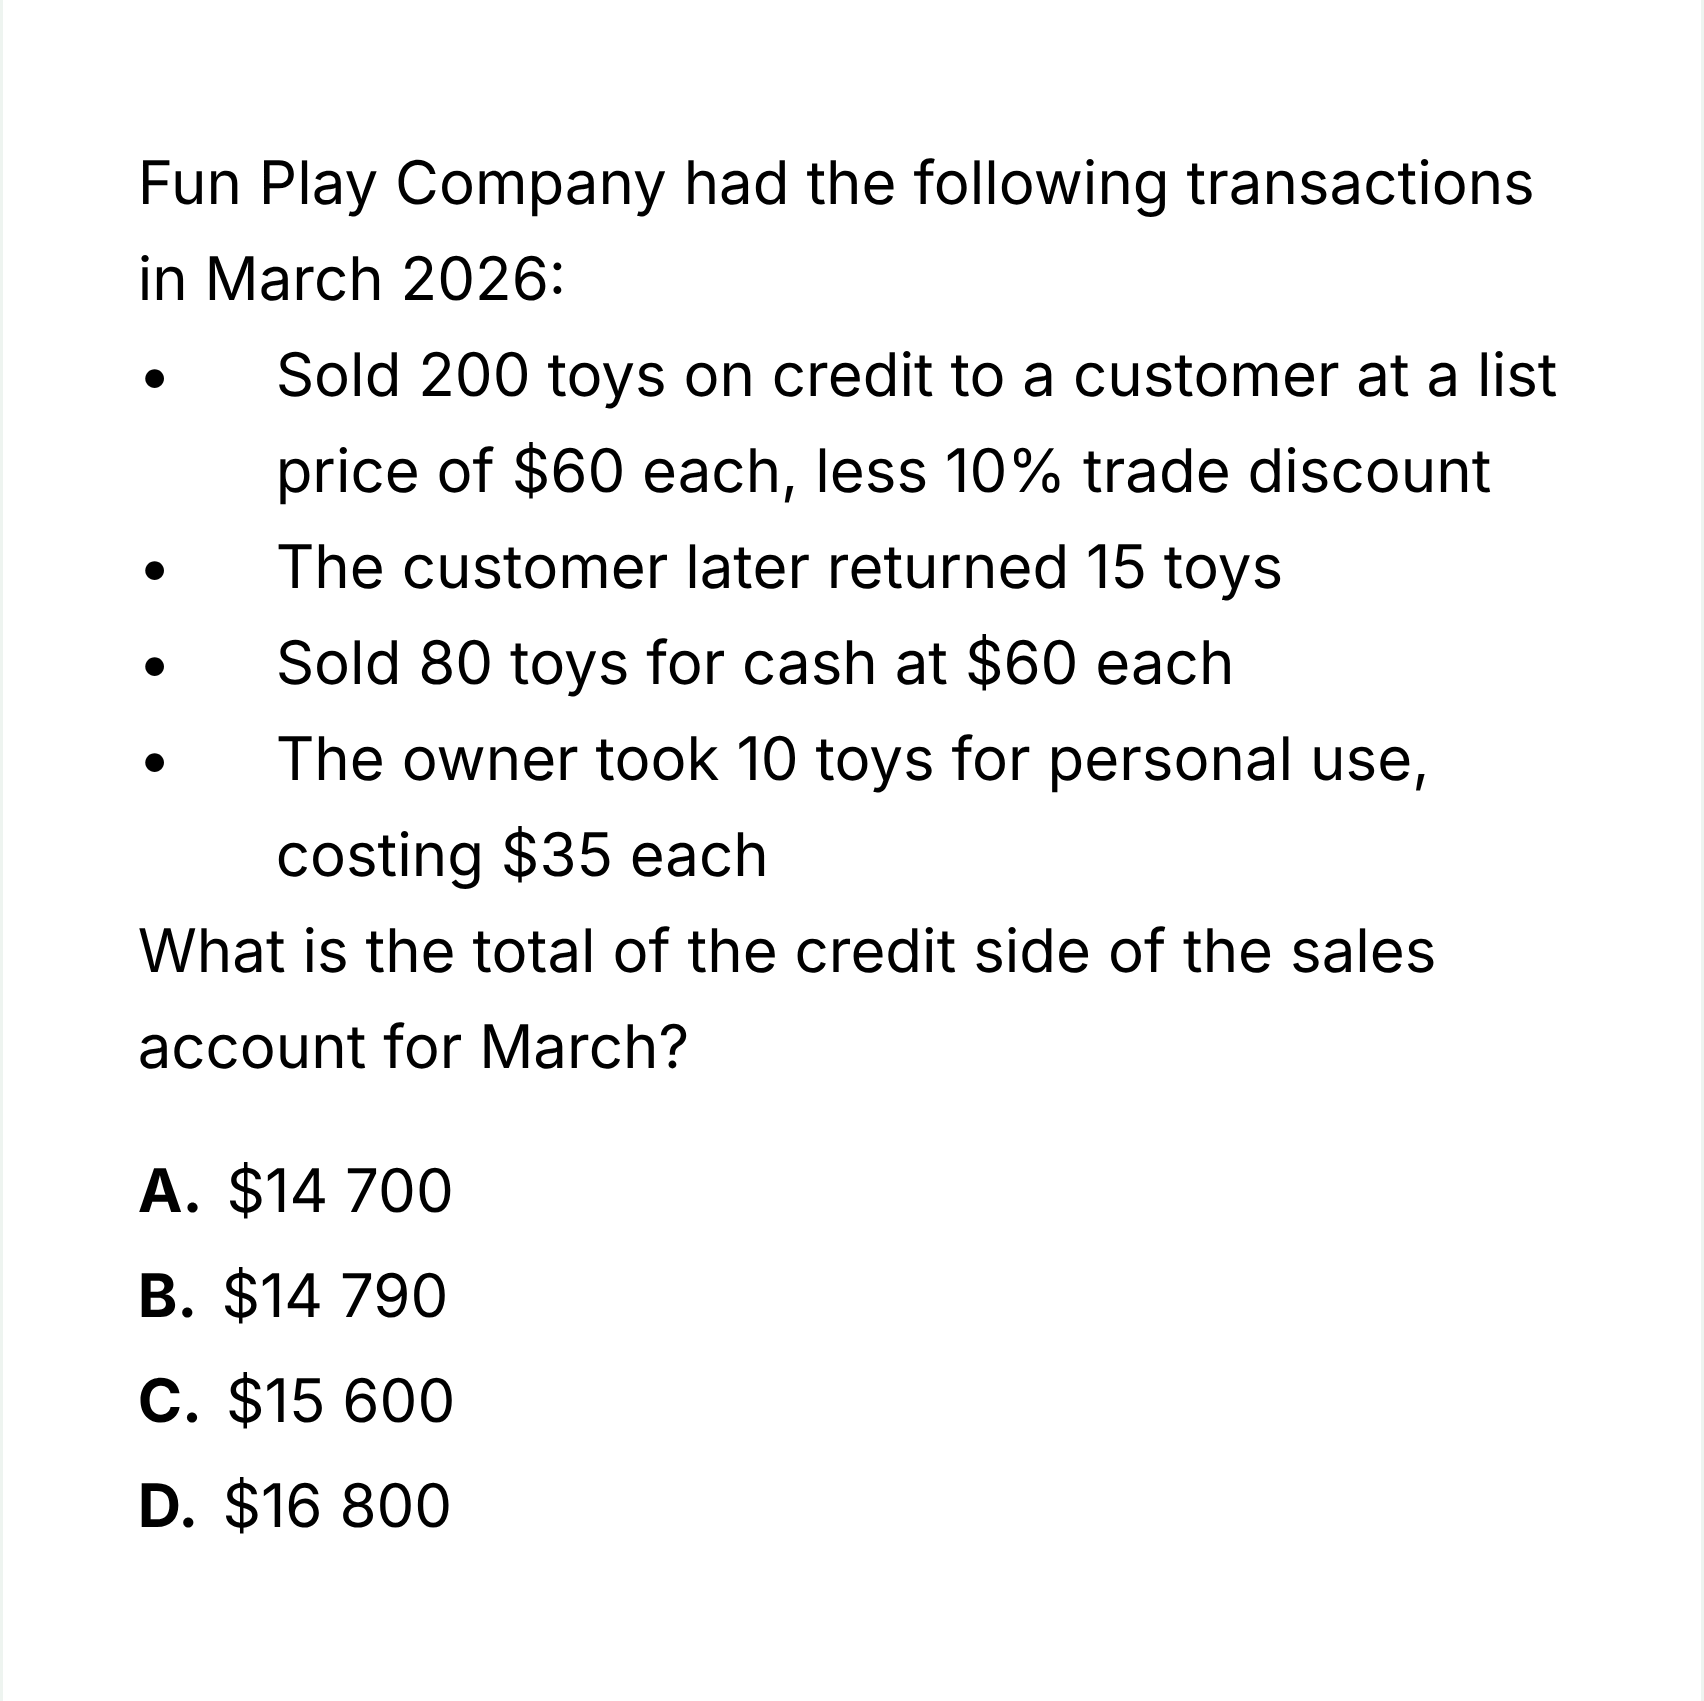 Fun Play Company had the following transactions
in March 2026:
• Sold 200 toys on credit to a customer at a list
price of $60 each, less 10% trade discount
• The customer later returned 15 toys
• Sold 80 toys for cash at $60 each
• The owner took 10 toys for personal use,
costing $35 each
What is the total of the credit side of the sales
account for March?
A. $14 700
B. $14 790
C. $15 600
D. $16 800